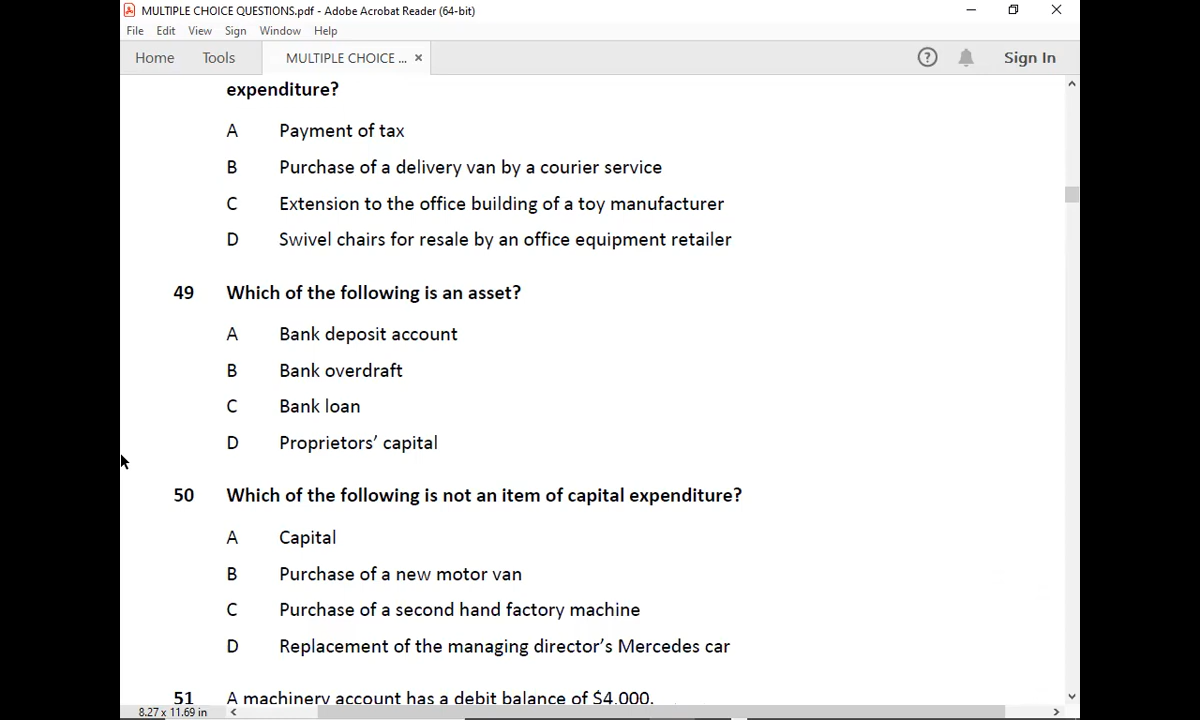 MULTIPLE CHOICE QUESTIONS.pdf - Adobe Acrobat Reader (64-bit)
File Edit View Sign Window Help
Home Tools MULTIPLE CHOICE ... × ? Sign In
expenditure?
A Payment of tax
B Purchase of a delivery van by a courier service
C Extension to the office building of a toy manufacturer
D Swivel chairs for resale by an office equipment retailer
49 Which of the following is an asset?
A Bank deposit account
B Bank overdraft
C Bank loan
D Proprietors’ capital
50 Which of the following is not an item of capital expenditure?
A Capital
B Purchase of a new motor van
C Purchase of a second hand factory machine
D Replacement of the managing director’s Mercedes car
51 A machinery account has a debit balance of $4,000.
8.27 x 11.69 in